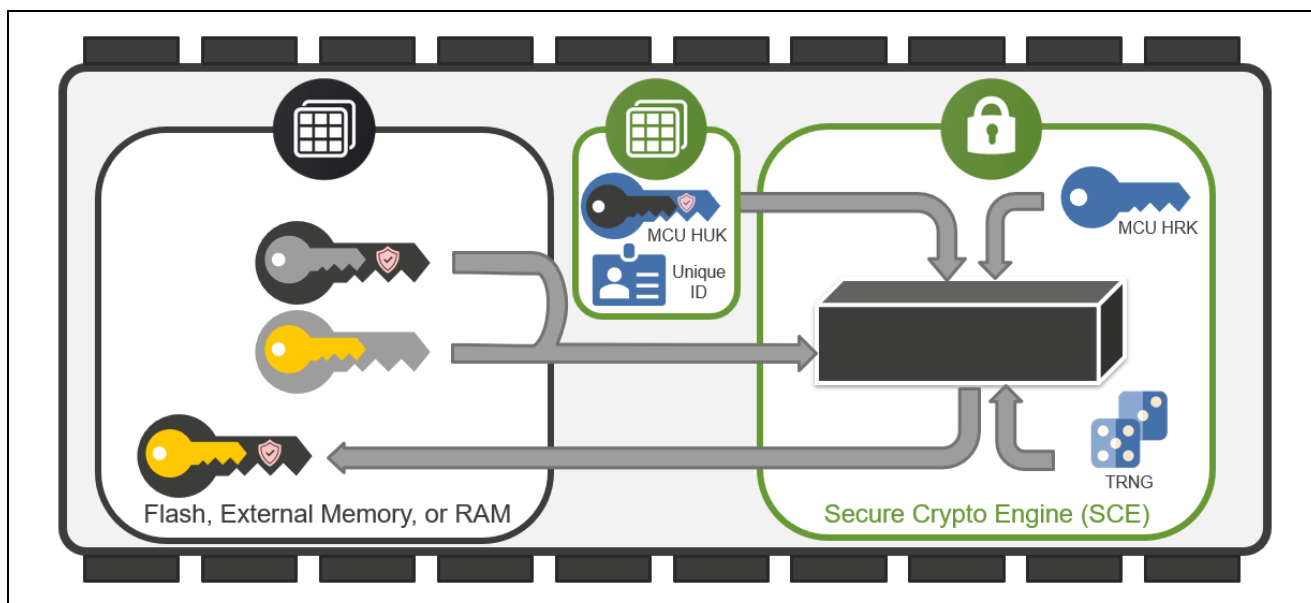 MCU HUK
Unique
ID
MCU HRK
TRNG
Flash, External Memory, or RAM
Secure Crypto Engine (SCE)